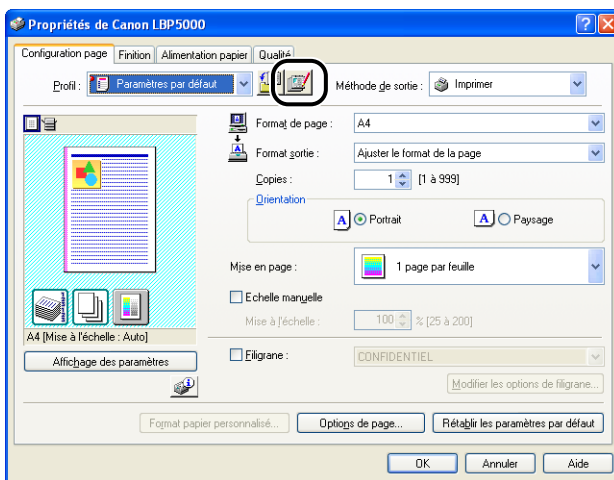 Propriétés de Canon LBP5000
Configuration page Finition Alimentation papier Qualité
Profil : Paramètres par défaut Méthode de sortie : Imprimer
Format de page : A4
Format sortie : Ajuster le format de la page
Copies : 1 [1 à 999]
Orientation
A Portrait A Paysage
Mise en page : 1 page par feuille
Echelle manuelle
Mise à l'échelle : 100 % [25 à 200]
A4 [Mise à l'échelle : Auto]
Affichage des paramètres
Filigrane : CONFIDENTIEL
Modifier les options de filigrane...
Format papier personnalisé... Options de page... Rétablir les paramètres par défaut
OK Annuler Aide